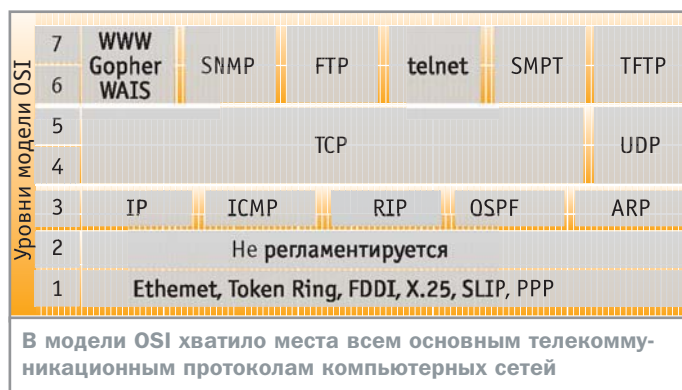 Уровни модели OSI
7
6
5
4
3
2
1
WWW
Gopher
WAIS
SNMP
FTP
telnet
SMPT
TFTP
TCP
UDP
IP
ICMP
RIP
OSPF
ARP
Не регламентируется
Ethemet, Token Ring, FDDI, X.25, SLIP, PPP
В модели OSI хватило места всем основным телекомму-
никационным протоколам компьютерных сетей